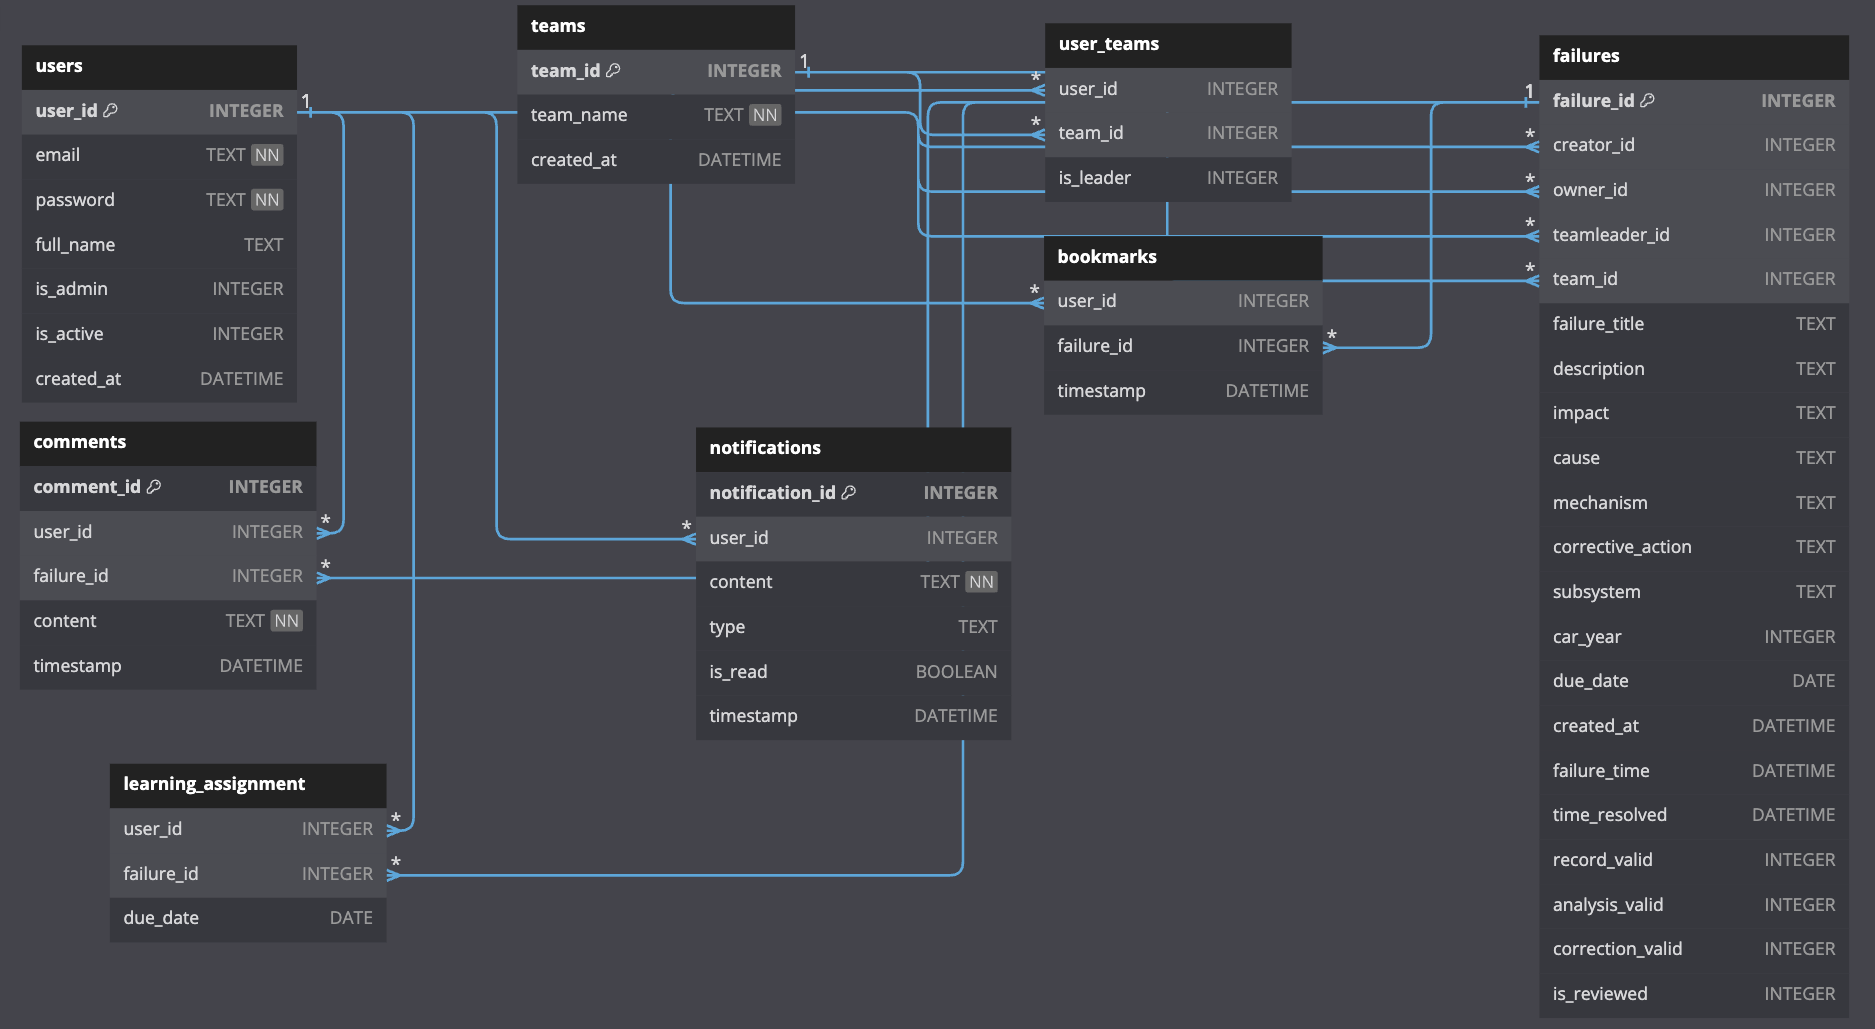 users
user_id INTEGER
email TEXT NN
password TEXT NN
full_name TEXT
is_admin INTEGER
is_active INTEGER
created_at DATETIME
1
teams
team_id INTEGER
team_name TEXT NN
created_at DATETIME
1
user_teams
* user_id INTEGER
* team_id INTEGER
is_leader INTEGER
bookmarks
* user_id INTEGER
failure_id INTEGER *
timestamp DATETIME
failures
1 failure_id INTEGER
* creator_id INTEGER
* owner_id INTEGER
* teamleader_id INTEGER
* team_id INTEGER
failure_title TEXT
description TEXT
impact TEXT
cause TEXT
mechanism TEXT
corrective_action TEXT
subsystem TEXT
car_year INTEGER
due_date DATE
created_at DATETIME
failure_time DATETIME
time_resolved DATETIME
record_valid INTEGER
analysis_valid INTEGER
correction_valid INTEGER
is_reviewed INTEGER
comments
comment_id INTEGER
user_id INTEGER *
failure_id INTEGER *
content TEXT NN
timestamp DATETIME
notifications
notification_id INTEGER
* user_id INTEGER
content TEXT NN
type TEXT
is_read BOOLEAN
timestamp DATETIME
learning_assignment
user_id INTEGER *
failure_id INTEGER *
due_date DATE